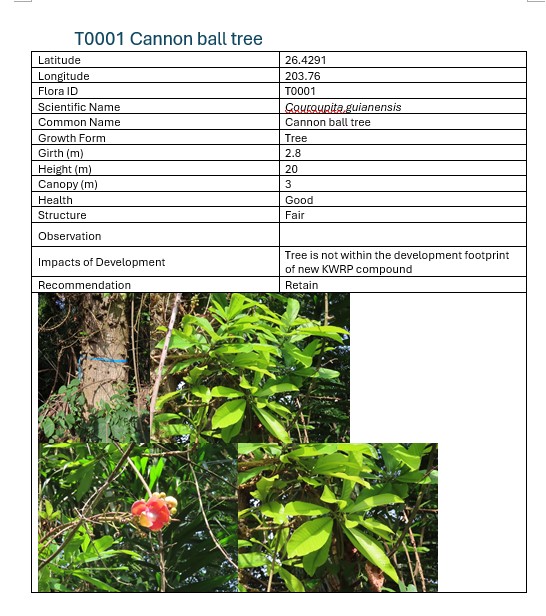 T0001 Cannon ball tree
Latitude 26.4291
Longitude 203.76
Flora ID T0001
Scientific Name Couroupita guianensis
Common Name Cannon ball tree
Growth Form Tree
Girth (m) 2.8
Height (m) 20
Canopy (m) 3
Health Good
Structure Fair
Observation
Impacts of Development Tree is not within the development footprint
of new KWRP compound
Recommendation Retain